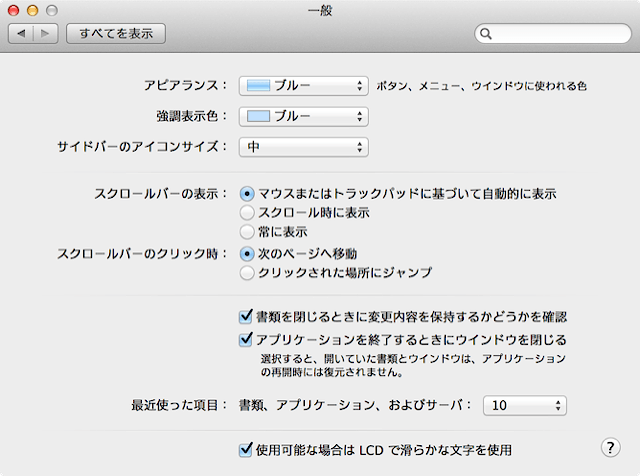 一般
すべてを表示
アピアランス： ブルー ボタン、メニュー、ウインドウに使われる色
強調表示色： ブルー
サイドバーのアイコンサイズ： 中
スクロールバーの表示： マウスまたはトラックパッドに基づいて自動的に表示
スクロール時に表示
常に表示
スクロールバーのクリック時： 次のページへ移動
クリックされた場所にジャンプ
書類を閉じるときに変更内容を保持するかどうかを確認
アプリケーションを終了するときにウインドウを閉じる
選択すると、開いていた書類とウインドウは、アプリケーション
の再開時には復元されません。
最近使った項目： 書類、アプリケーション、およびサーバ： 10
使用可能な場合は LCD で滑らかな文字を使用 ?